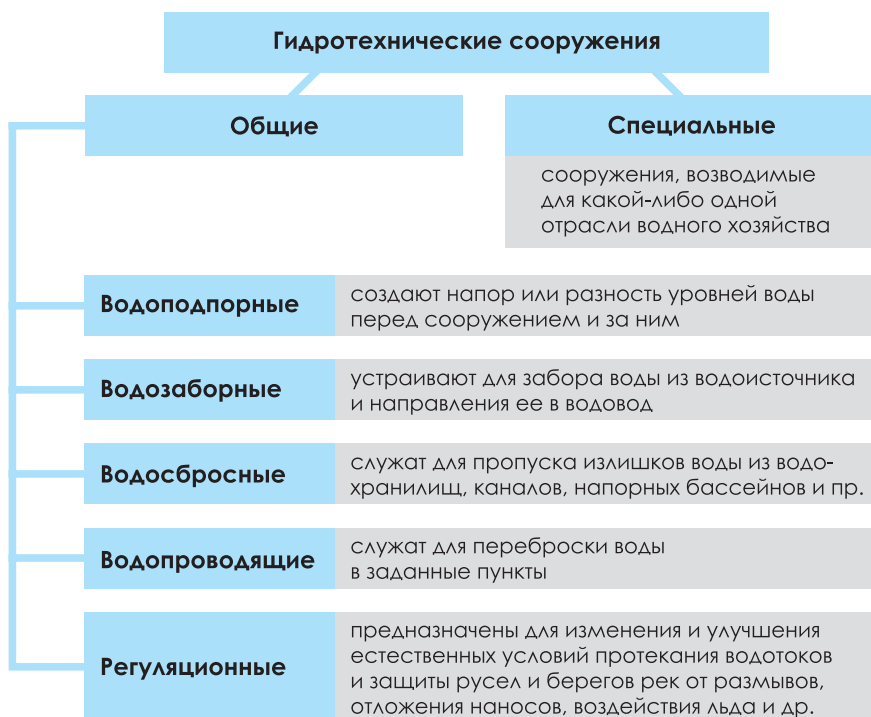 Гидротехнические сооружения
Общие
Специальные
сооружения, возводимые
для какой-либо одной
отрасли водного хозяйства
Водоподпорные
создают напор или разность уровней воды
перед сооружением и за ним
Водозаборные
устраивают для забора воды из водоисточника
и направления ее в водовод
Водосбросные
служат для пропуска излишков воды из водо-
хранилищ, каналов, напорных бассейнов и пр.
Водопроводящие
служат для переброски воды
в заданные пункты
Регуляционные
предназначены для изменения и улучшения
естественных условий протекания водотоков
и защиты русел и берегов рек от размывов,
отложения наносов, воздействия льда и др.